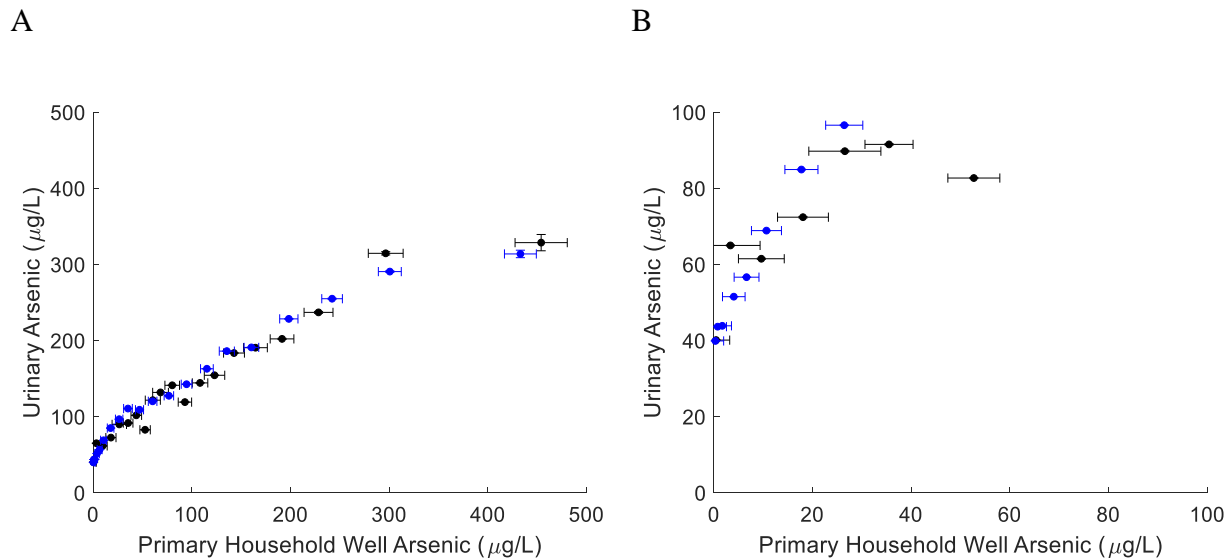 A
B
500
400
300
200
100
0
Urinary Arsenic (μg/L)
0 100 200 300 400 500
Primary Household Well Arsenic (μg/L)
100
80
60
40
20
0
Urinary Arsenic (μg/L)
0 20 40 60 80 100
Primary Household Well Arsenic (μg/L)